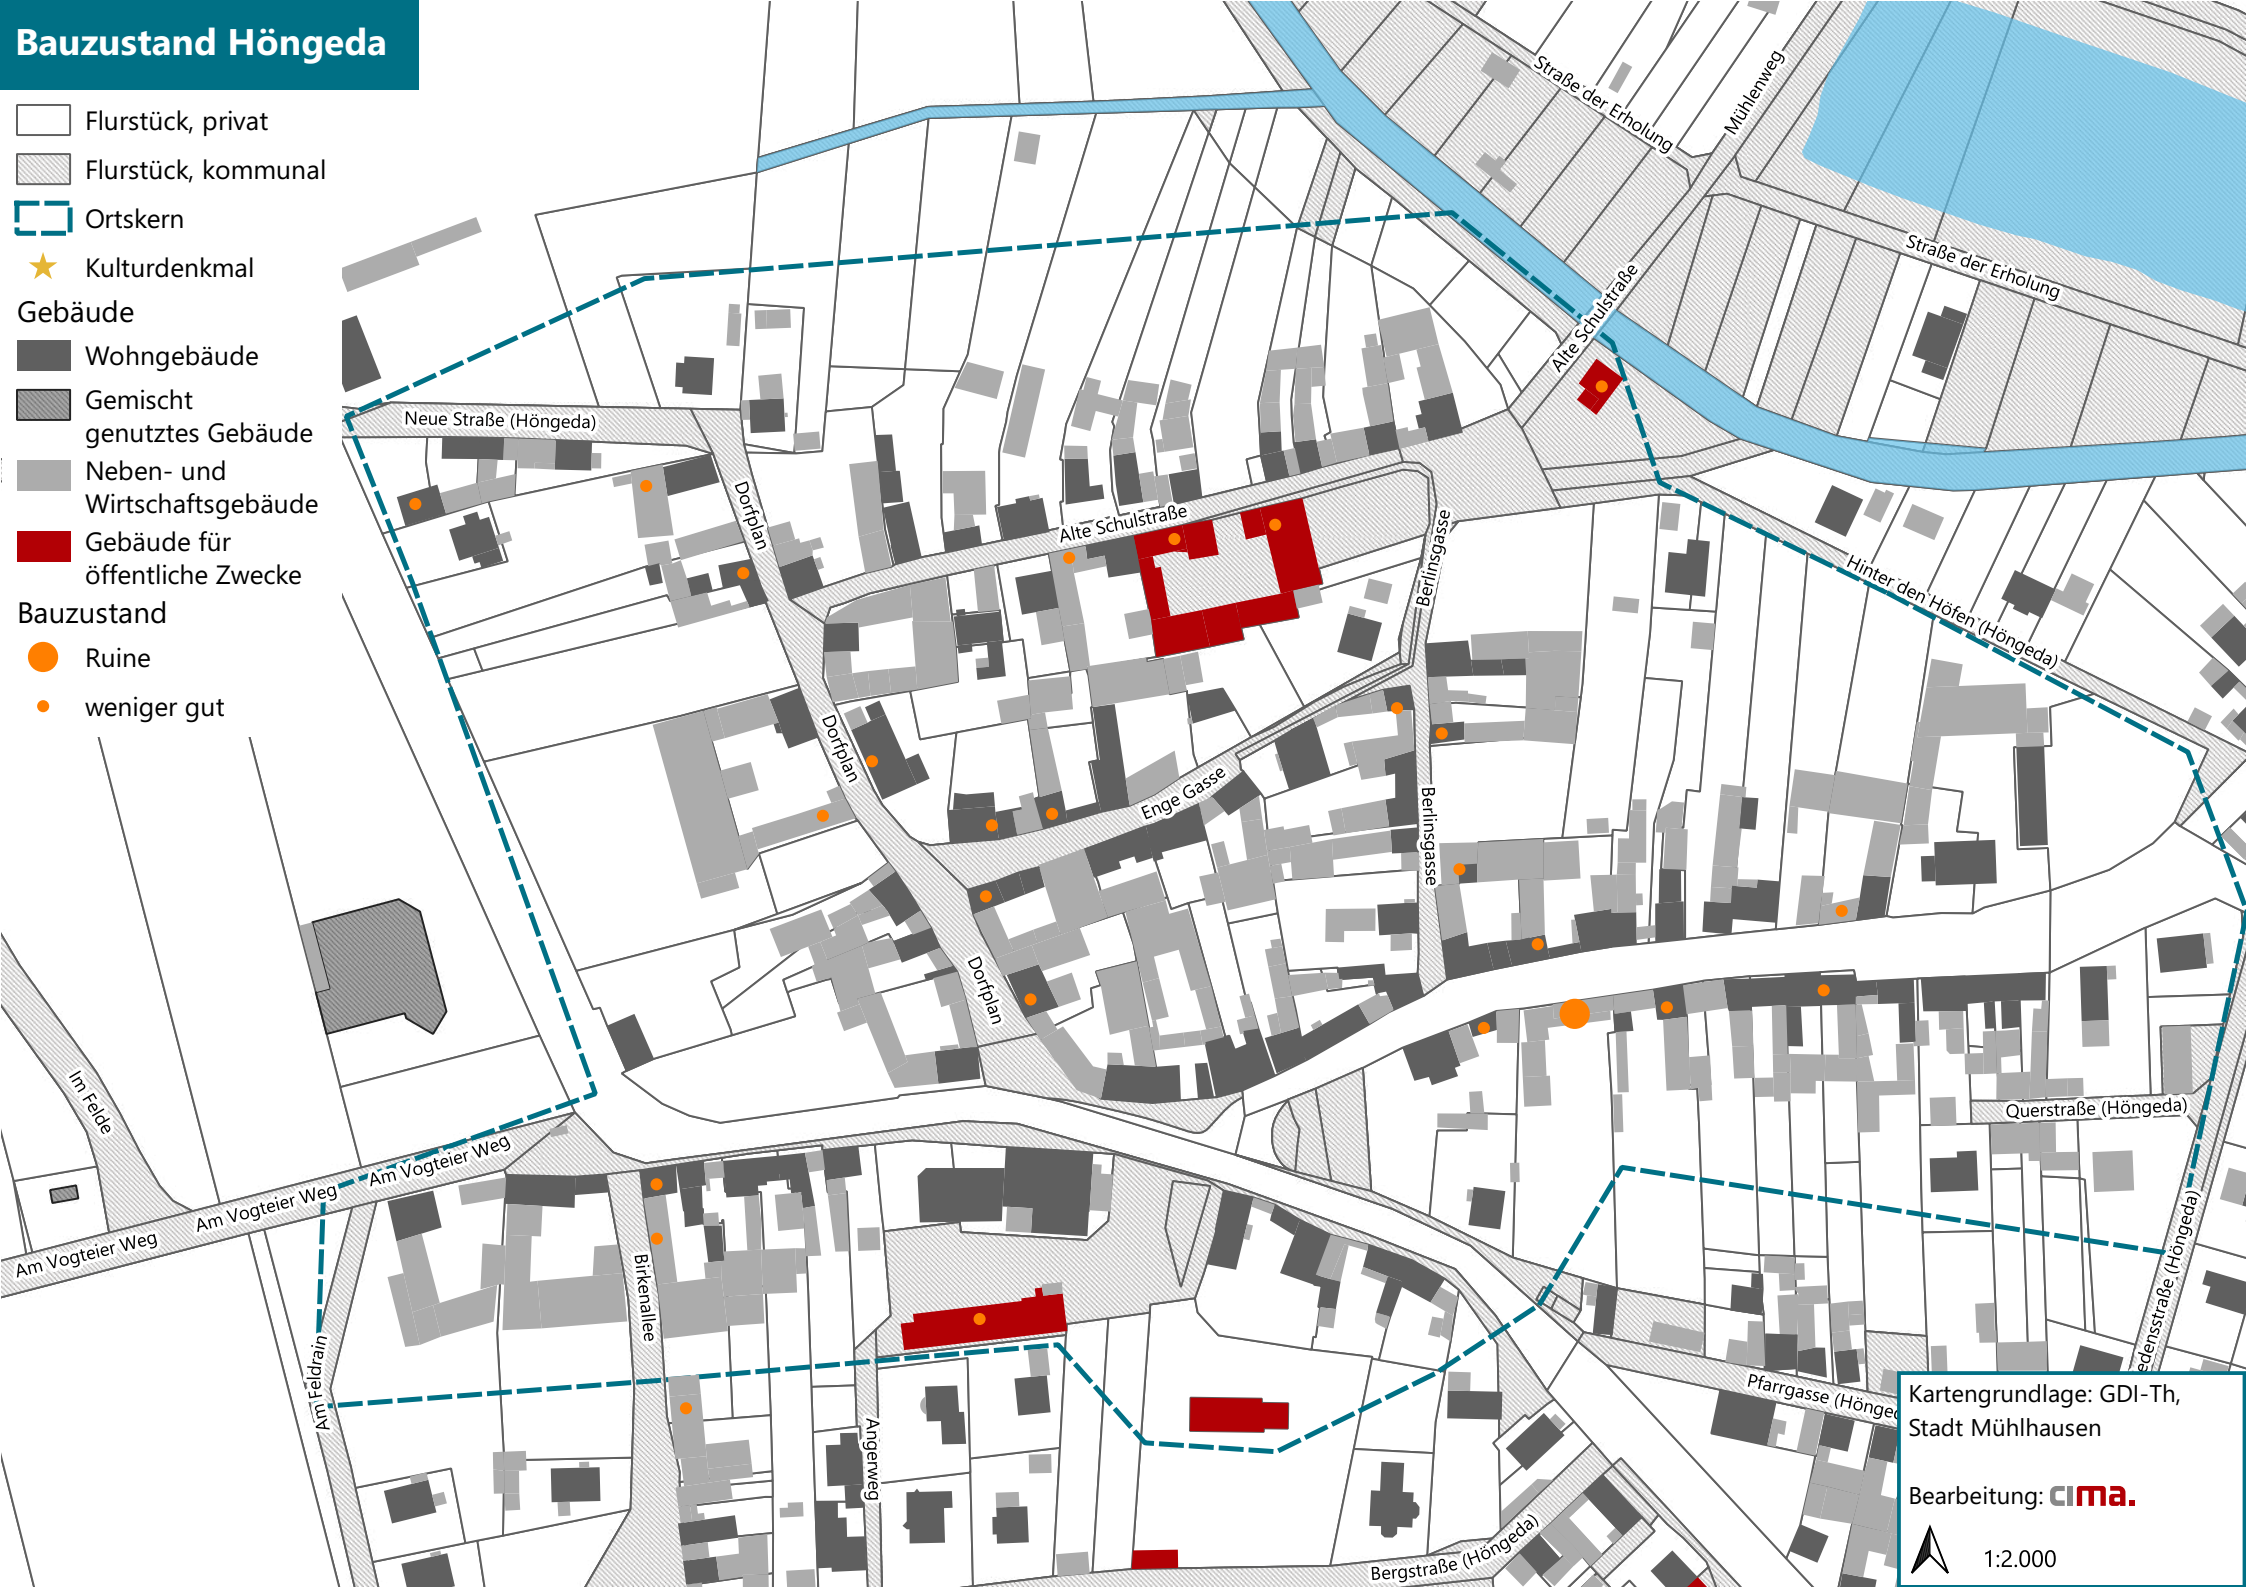 Bauzustand Höngeda
Flurstück, privat
Flurstück, kommunal
Ortskern
Kulturdenkmal
Gebäude
Wohngebäude
Gemischt
genutztes Gebäude
Neben- und
Wirtschaftsgebäude
Gebäude für
öffentliche Zwecke
Bauzustand
Ruine
weniger gut
Straße der Erholung
Mühlenweg
Straße der Erholung
Alte Schulstraße
Neue Straße (Höngeda)
Dorfplan
Alte Schulstraße
Berlinsgasse
Hinter den Höfen (Höngeda)
Dorfplan
Enge Gasse
Berlinsgasse
Dorfplan
Im Felde
Querstraße (Höngeda)
Am Vogteier Weg
Am Vogteier Weg
Am Vogteier Weg
Birkenallee
Am Feldrain
Angerweg
edensstraße (Höngeda)
Pfarrgasse (Hönged
Bergstraße (Höngeda)
Kartengrundlage: GDI-Th,
Stadt Mühlhausen
Bearbeitung: cima.
1:2.000